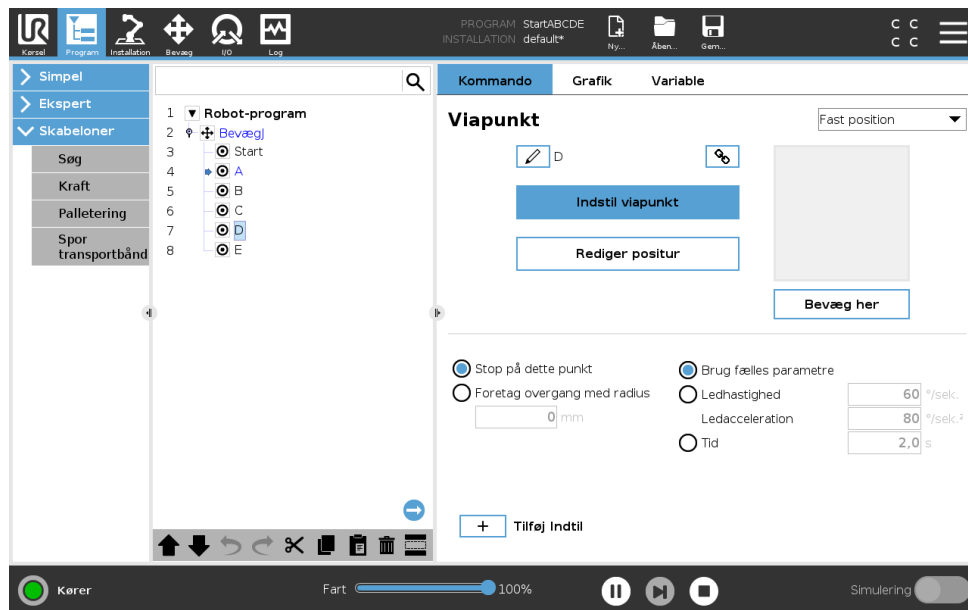 UR
Kørsel
Program
Installation
Bevæg
I/O
Log
PROGRAM StartABCDE
INSTALLATION default*
Ny...
Åben...
Gem...
C C
C C
Simpel
Ekspert
Skabeloner
Søg
Kraft
Palletering
Spor
transportbånd
1 Robot-program
2 BevægJ
3 Start
4 A
5 B
6 C
7 D
8 E
Kommando
Grafik
Variable
Viapunkt
Fast position
D
Indstil viapunkt
Rediger positur
Bevæg her
Stop på dette punkt
Foretag overgang med radius
0 mm
Brug fælles parametre
Ledhastighed 60 °/sek.
Ledacceleration 80 °/sek.²
Tid 2,0 s
+ Tilføj Indtil
Kører
Fart 100%
Simulering